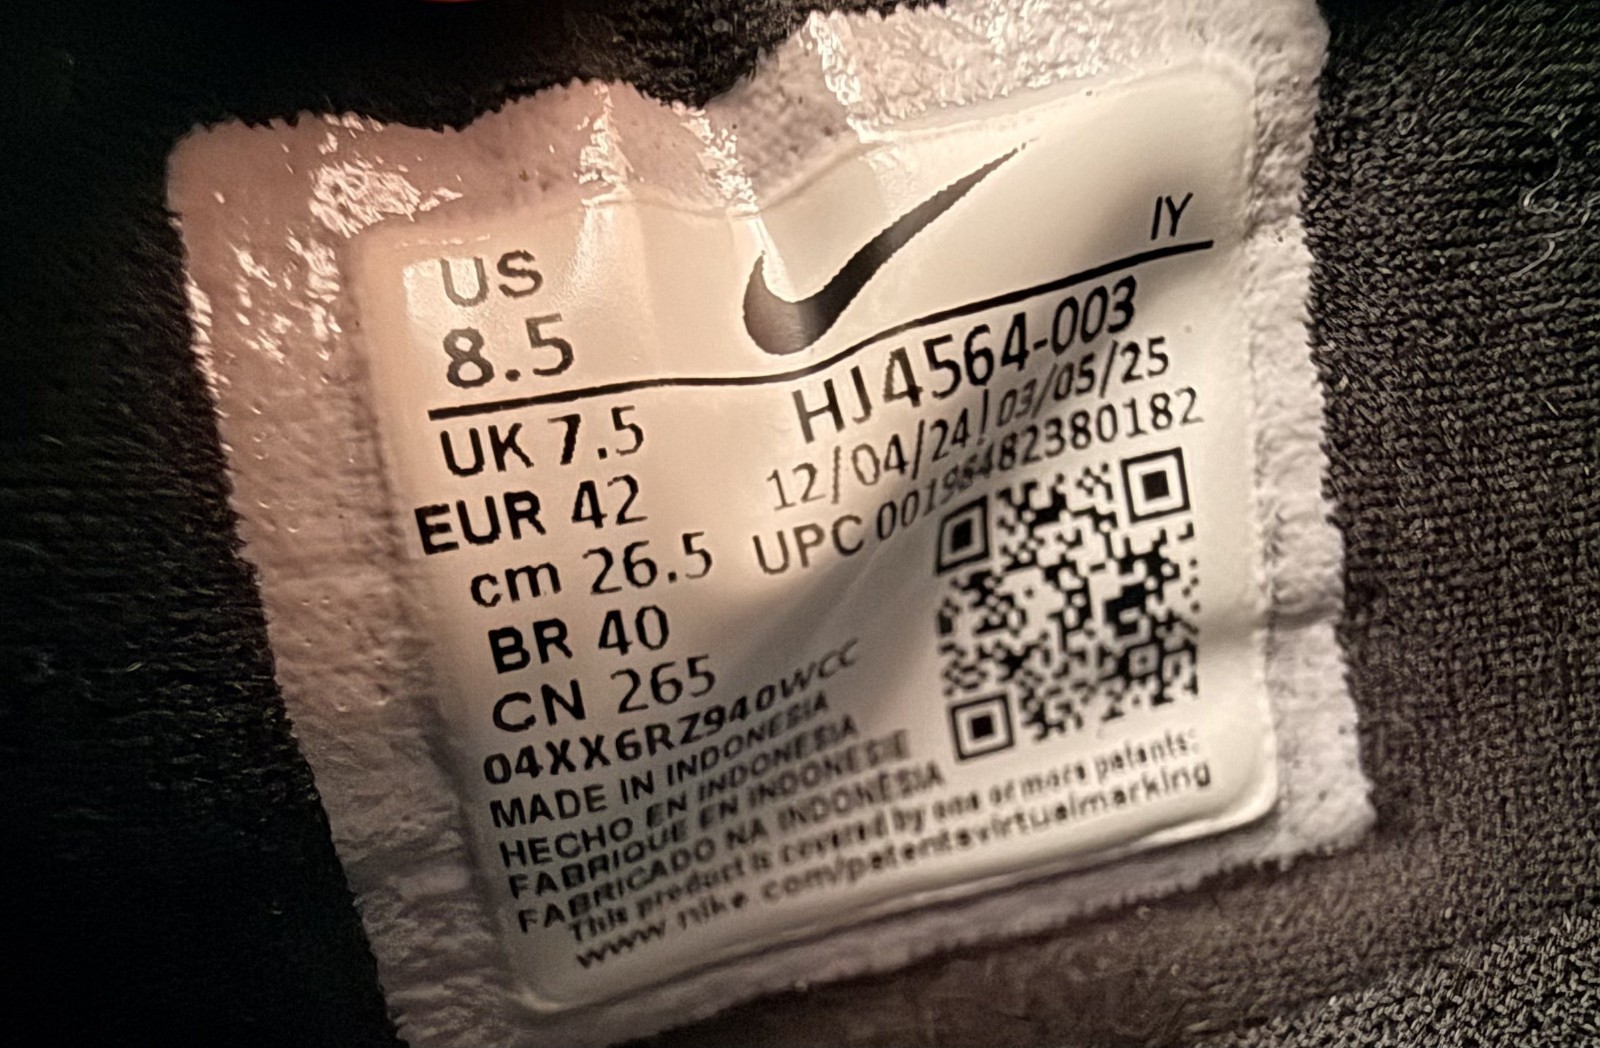 US
8.5
IY
UK 7.5
EUR 42
cm 26.5
BR 40
CN 265
HJ4564-003
12/04/24 03/05/25
UPC 00198482380182
04XX6RZ940WCC
MADE IN INDONESIA
HECHO EN INDONESIA
FABRIQUE EN INDONESIE
FABRICADO NA INDONÉSIA
This product is covered by one or more patents:
www.nike.com/patentsvirtualmarking